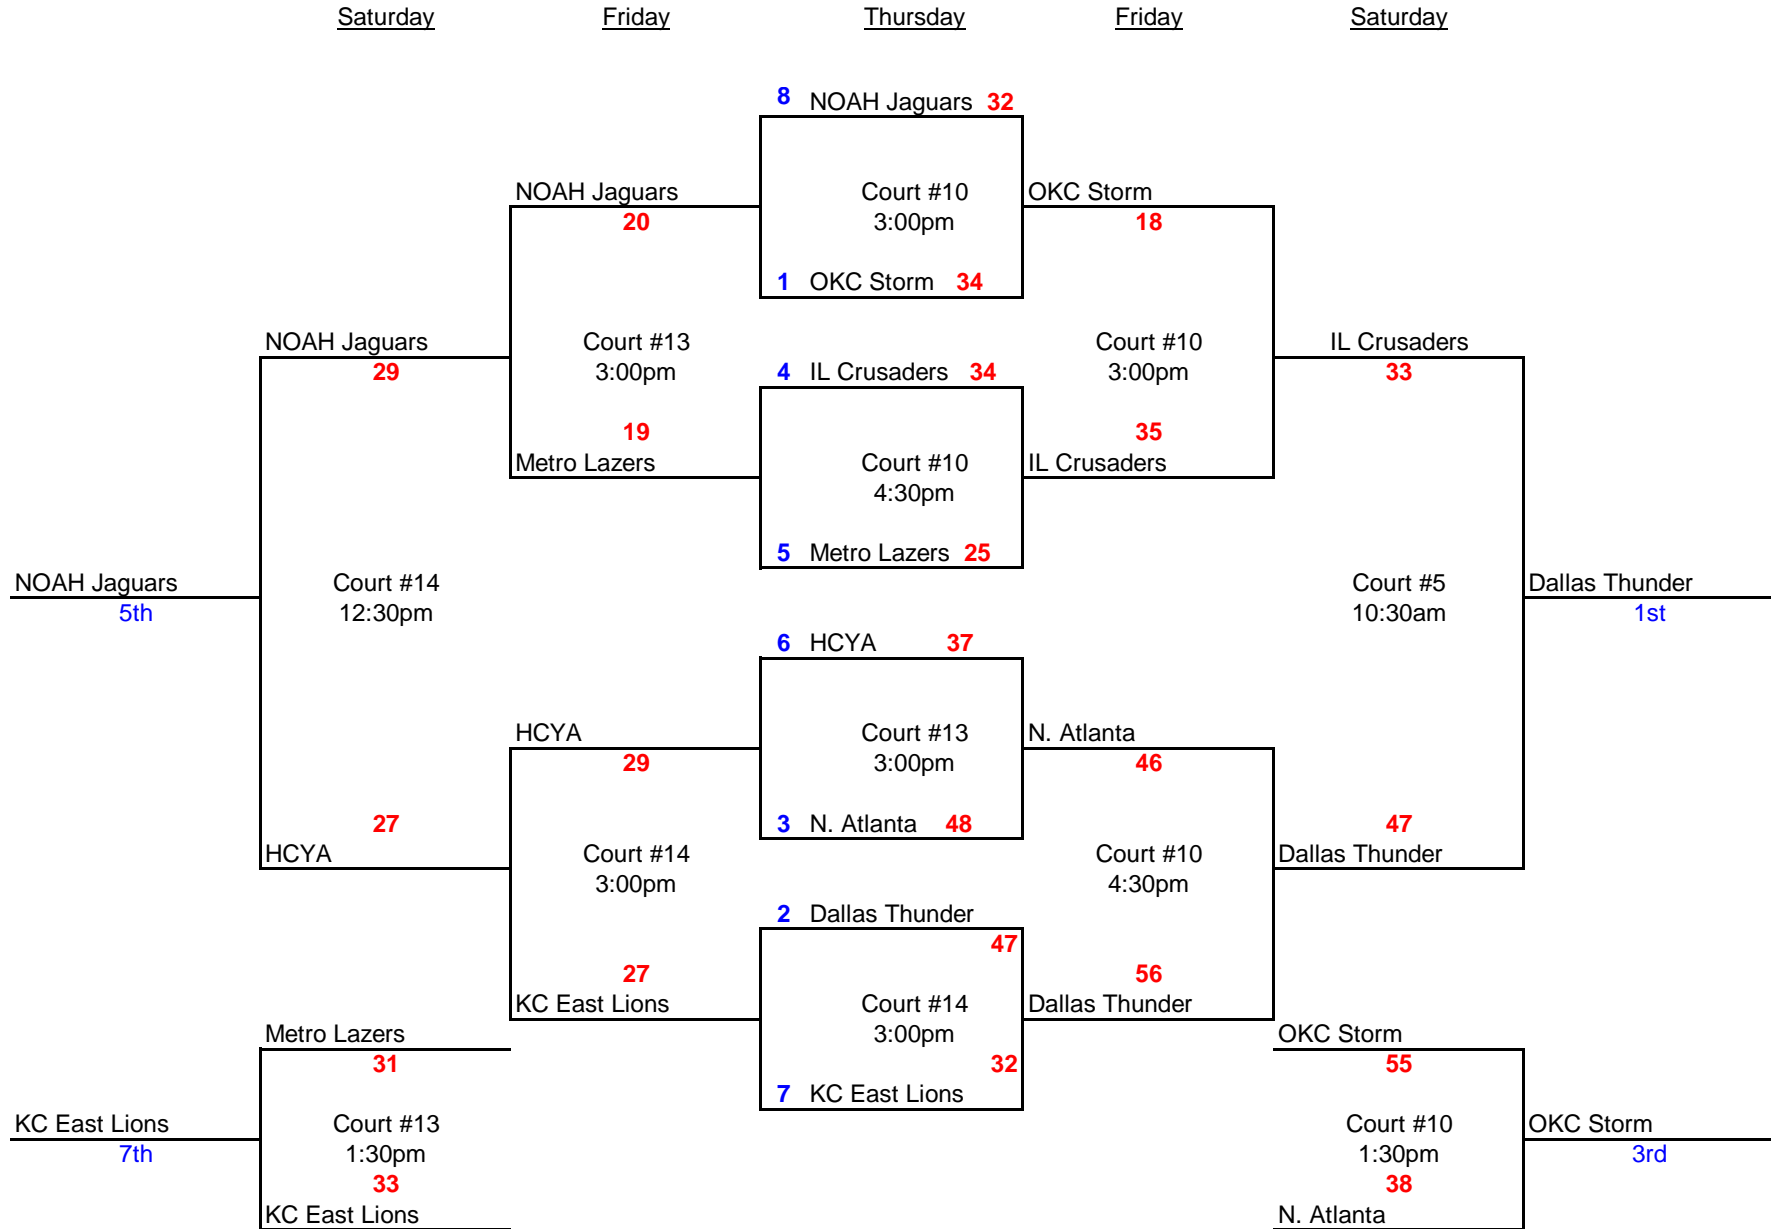 Saturday Friday Thursday Friday Saturday
8 NOAH Jaguars 32
NOAH Jaguars Court #10 OKC Storm
20 3:00pm 18
1 OKC Storm 34
NOAH Jaguars Court #13 Court #10 IL Crusaders
29 3:00pm 4 IL Crusaders 34 3:00pm 33
19 35
Metro Lazers Court #10 IL Crusaders
4:30pm
5 Metro Lazers 25
NOAH Jaguars Court #14 Court #5 Dallas Thunder
5th 12:30pm 10:30am 1st
6 HCYA 37
HCYA Court #13 N. Atlanta
29 3:00pm 46
27 3 N. Atlanta 48 47
HCYA Court #14 Court #10 Dallas Thunder
3:00pm 4:30pm
2 Dallas Thunder
47
27 56
KC East Lions Court #14 Dallas Thunder
Metro Lazers 3:00pm OKC Storm
31 32 55
7 KC East Lions
KC East Lions Court #13 Court #10 OKC Storm
7th 1:30pm 1:30pm 3rd
33 38
KC East Lions N. Atlanta